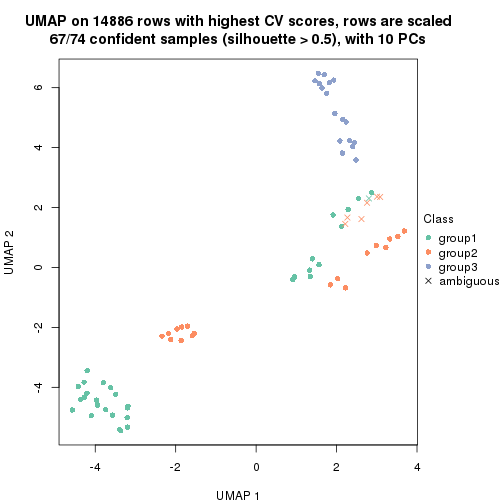 UMAP on 14886 rows with highest CV scores, rows are scaled
67/74 confident samples (silhouette > 0.5), with 10 PCs
6
4
2
0
-2
-4
UMAP 2
-4
-2
0
2
4
UMAP 1
Class
group1
group2
group3
ambiguous